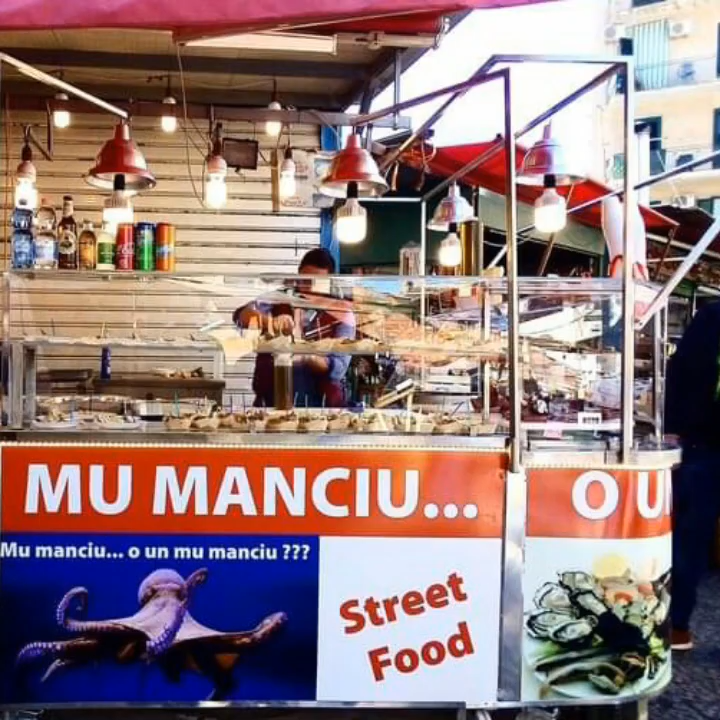 MU MANCIU...
O U
Mu manciu... o un mu manciu ???
Street
Food